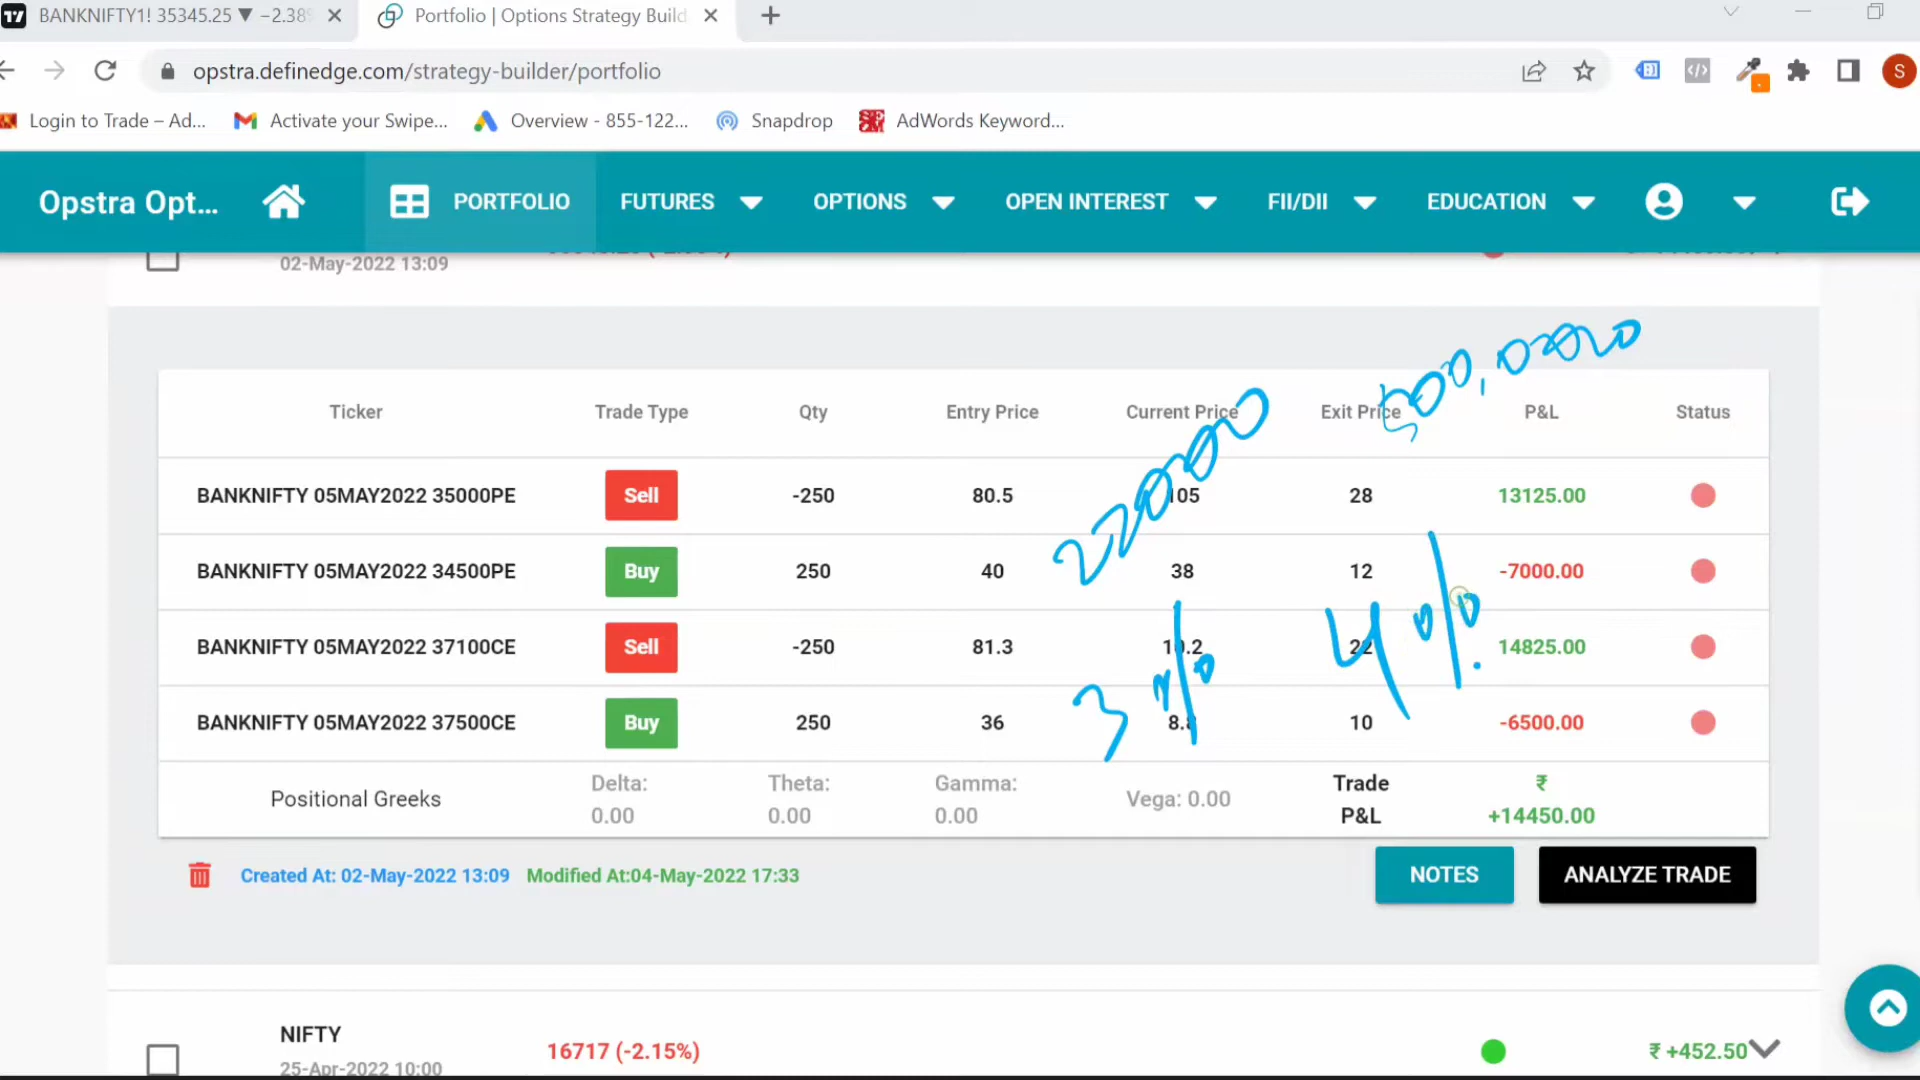 BANKNIFTY1! 35345.25 ▼ −2.38%
Portfolio | Options Strategy Build
opstra.definedge.com/strategy-builder/portfolio
S
Login to Trade – Ad...
Activate your Swipe...
Overview - 855-122...
Snapdrop
AdWords Keyword...
Opstra Opt...
PORTFOLIO
FUTURES
OPTIONS
OPEN INTEREST
FII/DII
EDUCATION
02-May-2022 13:09
Ticker Trade Type Qty Entry Price Current Price Exit Price P&L Status
BANKNIFTY 05MAY2022 35000PE Sell -250 80.5 105 28 13125.00
BANKNIFTY 05MAY2022 34500PE Buy 250 40 38 12 -7000.00
BANKNIFTY 05MAY2022 37100CE Sell -250 81.3 22 14825.00
BANKNIFTY 05MAY2022 37500CE Buy 250 36 10 -6500.00
3%
4%
Positional Greeks Delta: 0.00 Theta: 0.00 Gamma: 0.00 Vega: 0.00 Trade P&L ₹ +14450.00
Created At: 02-May-2022 13:09 Modified At:04-May-2022 17:33
NOTES
ANALYZE TRADE
NIFTY
25-Apr-2022 10:00
16717 (-2.15%)
₹ +452.50